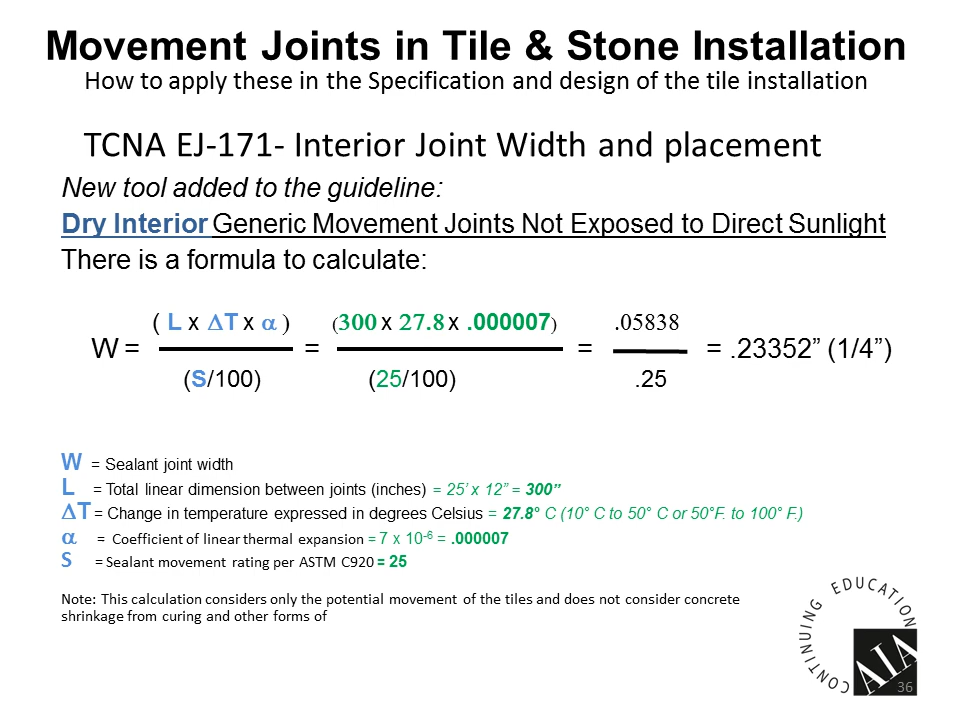 Movement Joints in Tile & Stone Installation
How to apply these in the Specification and design of the tile installation
TCNA EJ-171- Interior Joint Width and placement
New tool added to the guideline:
Dry Interior Generic Movement Joints Not Exposed to Direct Sunlight
There is a formula to calculate:
( L x ΔT x α ) (300 x 27.8 x .000007) .05838
W = = = = .23352” (1/4”)
(S/100) (25/100) .25
W = Sealant joint width
L = Total linear dimension between joints (inches) = 25’ x 12” = 300”
ΔT = Change in temperature expressed in degrees Celsius = 27.8° C (10° C to 50° C or 50°F. to 100° F.)
α = Coefficient of linear thermal expansion = 7 x 10-6 = .000007
S = Sealant movement rating per ASTM C920 = 25
Note: This calculation considers only the potential movement of the tiles and does not consider concrete
shrinkage from curing and other forms of
CONTINUING EDUCATION
AIA
36